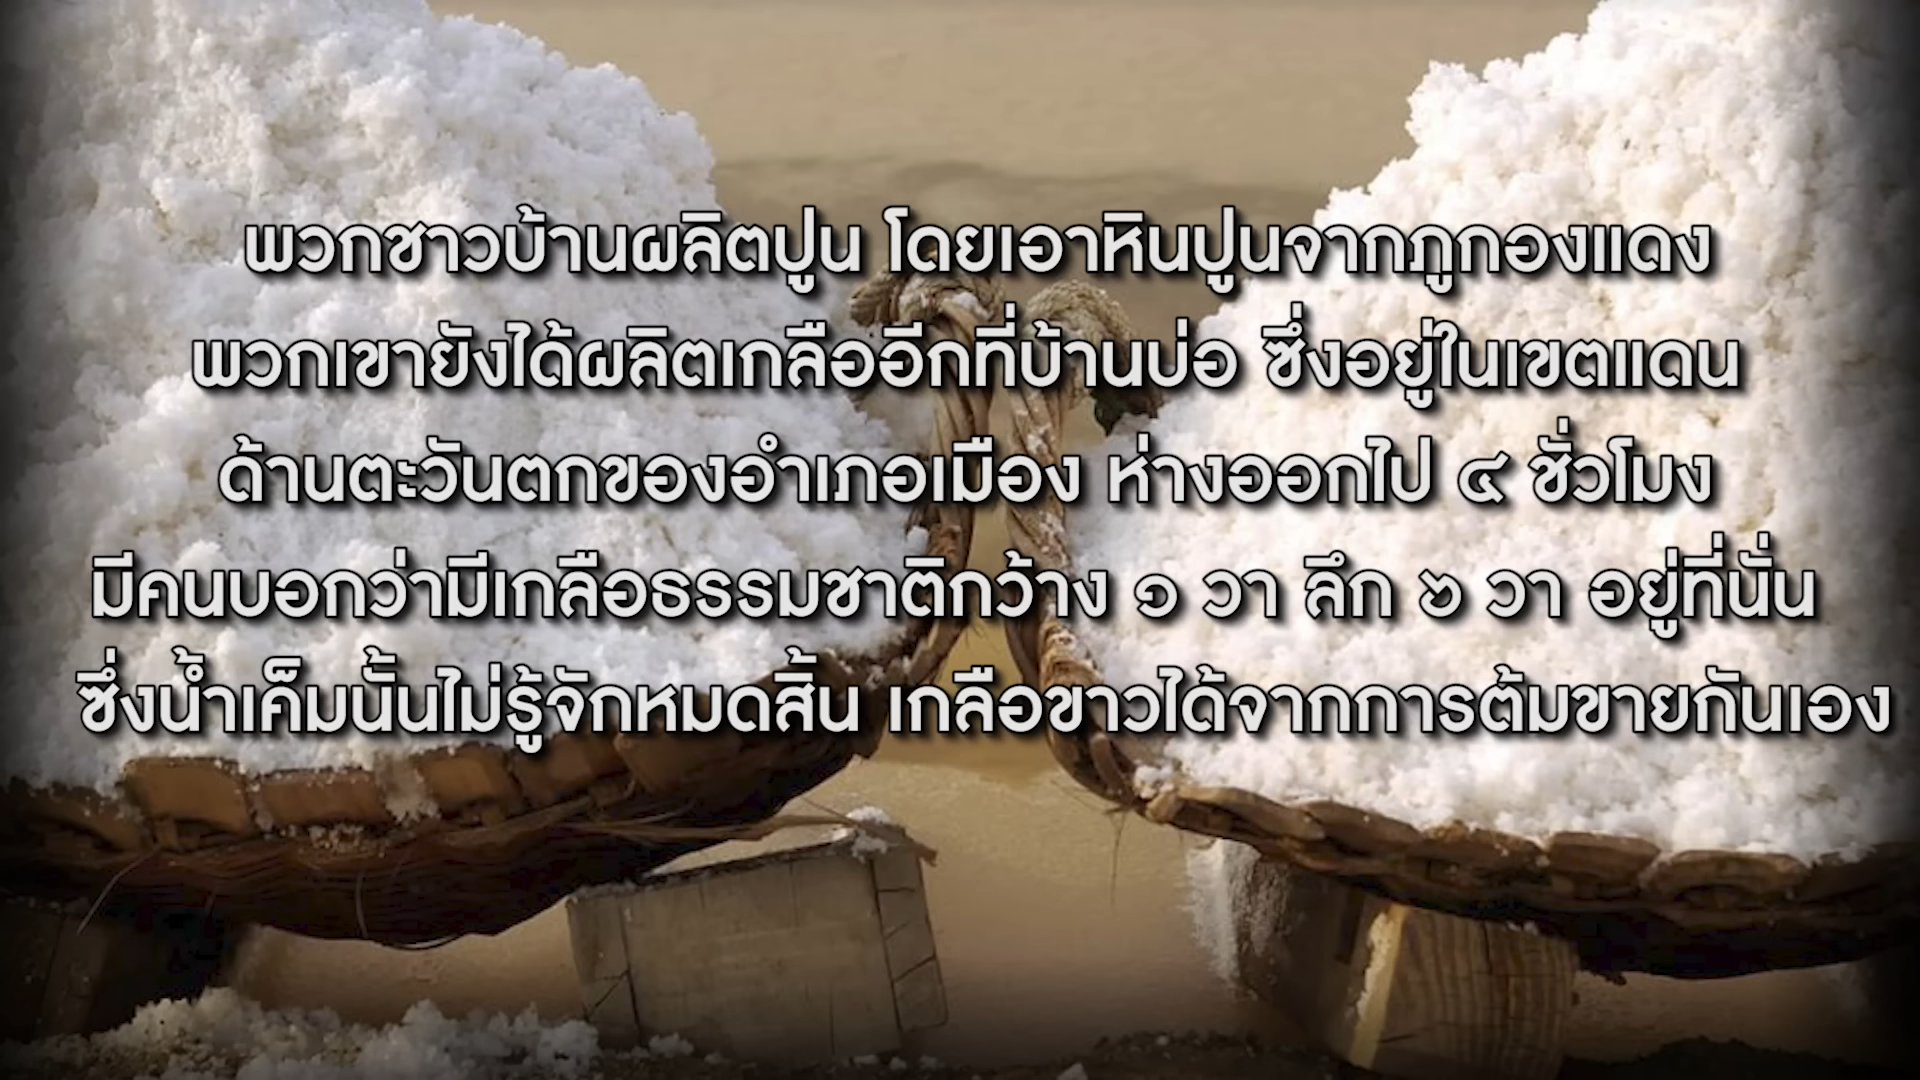 พวกชาวบ้านผลิตปูน โดยเอาหินปูนจากภูกองแดง
พวกเขายังได้ผลิตเกลืออีกที่บ้านบ่อ ซึ่งอยู่ในเขตแดน
ด้านตะวันตกของอำเภอเมือง ห่างออกไป ๔ ชั่วโมง
มีคนบอกว่ามีเกลือธรรมชาติกว้าง ๑ วา ลึก ๖ วา อยู่ที่นั่น
ซึ่งน้ำเค็มนั้นไม่รู้จักหมดสิ้น เกลือขาวได้จากการต้มขายกันเอง